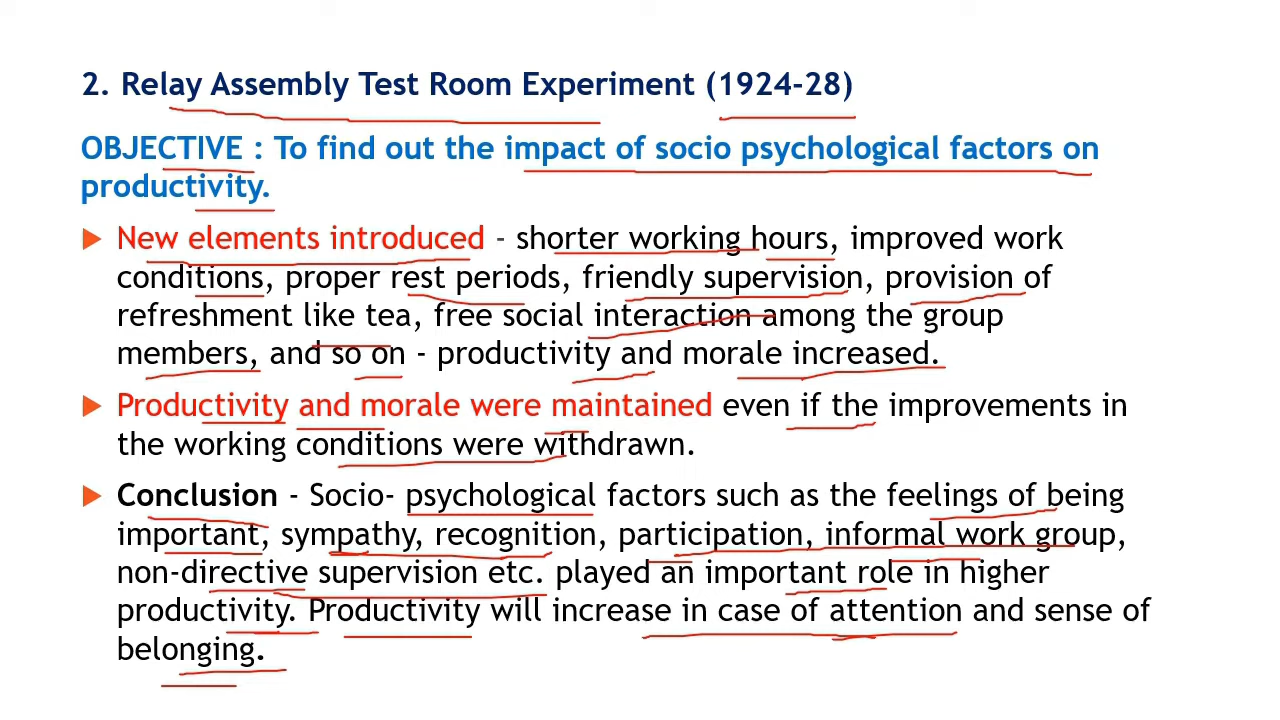 2. Relay Assembly Test Room Experiment (1924-28)
OBJECTIVE : To find out the impact of socio psychological factors on
productivity.
New elements introduced - shorter working hours, improved work
conditions, proper rest periods, friendly supervision, provision of
refreshment like tea, free social interaction among the group
members, and so on - productivity and morale increased.
Productivity and morale were maintained even if the improvements in
the working conditions were withdrawn.
Conclusion - Socio- psychological factors such as the feelings of being
important, sympathy, recognition, participation, informal work group,
non-directive supervision etc. played an important role in higher
productivity. Productivity will increase in case of attention and sense of
belonging.